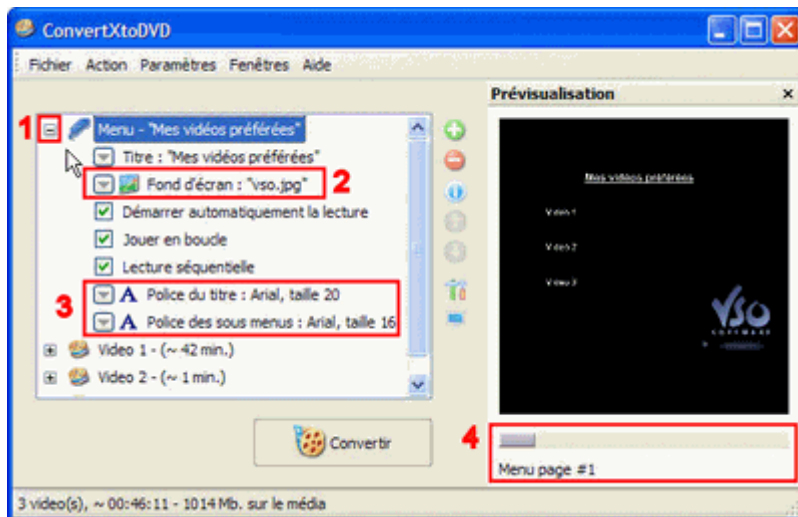 ConvertXtoDVD
Fichier Action Paramètres Fenêtres Aide
Prévisualisation
1
Menu - "Mes vidéos préférées"
Titre : "Mes vidéos préférées"
Fond d'écran : "vso.jpg"
2
Démarrer automatiquement la lecture
Jouer en boucle
Lecture séquentielle
3
Police du titre : Arial, taille 20
Police des sous menus : Arial, taille 16
Video 1 - (~ 42 min.)
Video 2 - (~ 1 min.)
Convertir
Mes vidéos préférées
Video 1
Video 2
Video 3
VSO
SOFTWARE
4
Menu page #1
3 video(s), ~ 00:46:11 - 1014 Mb. sur le média